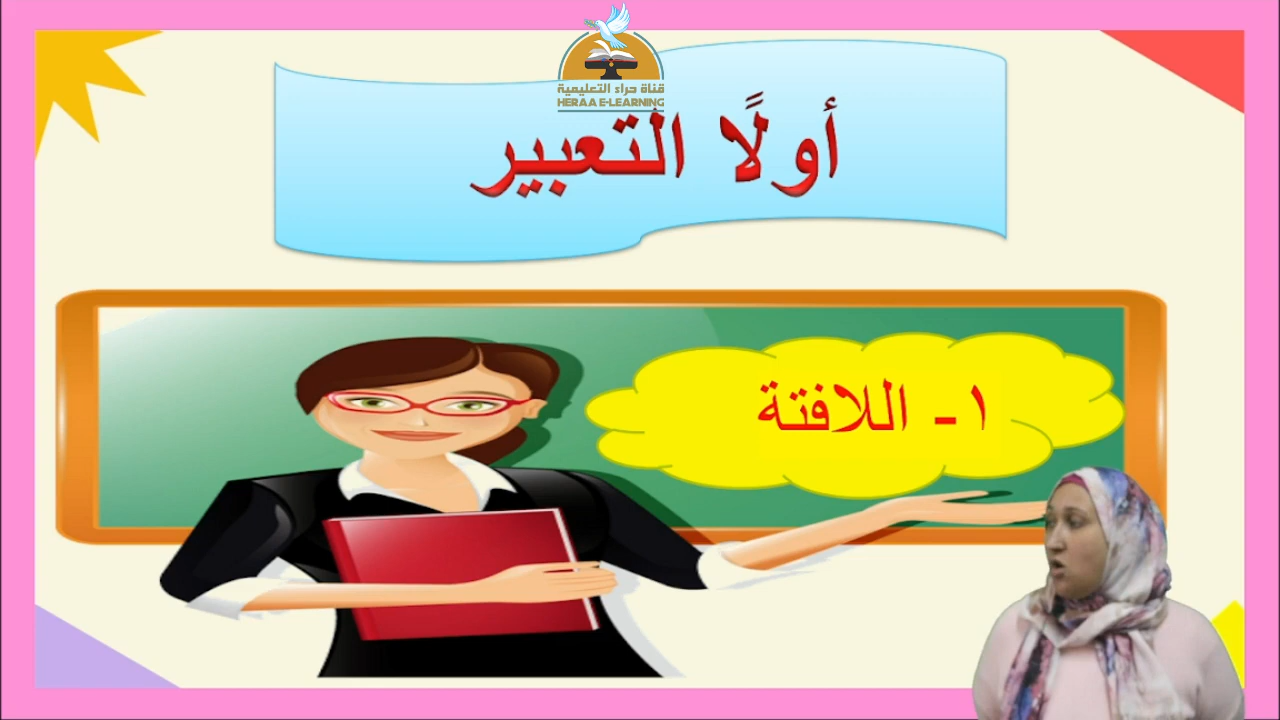 قناة حراء التعليمية
HERAA E-LEARNING
أولًا التعبير
١- اللافتة